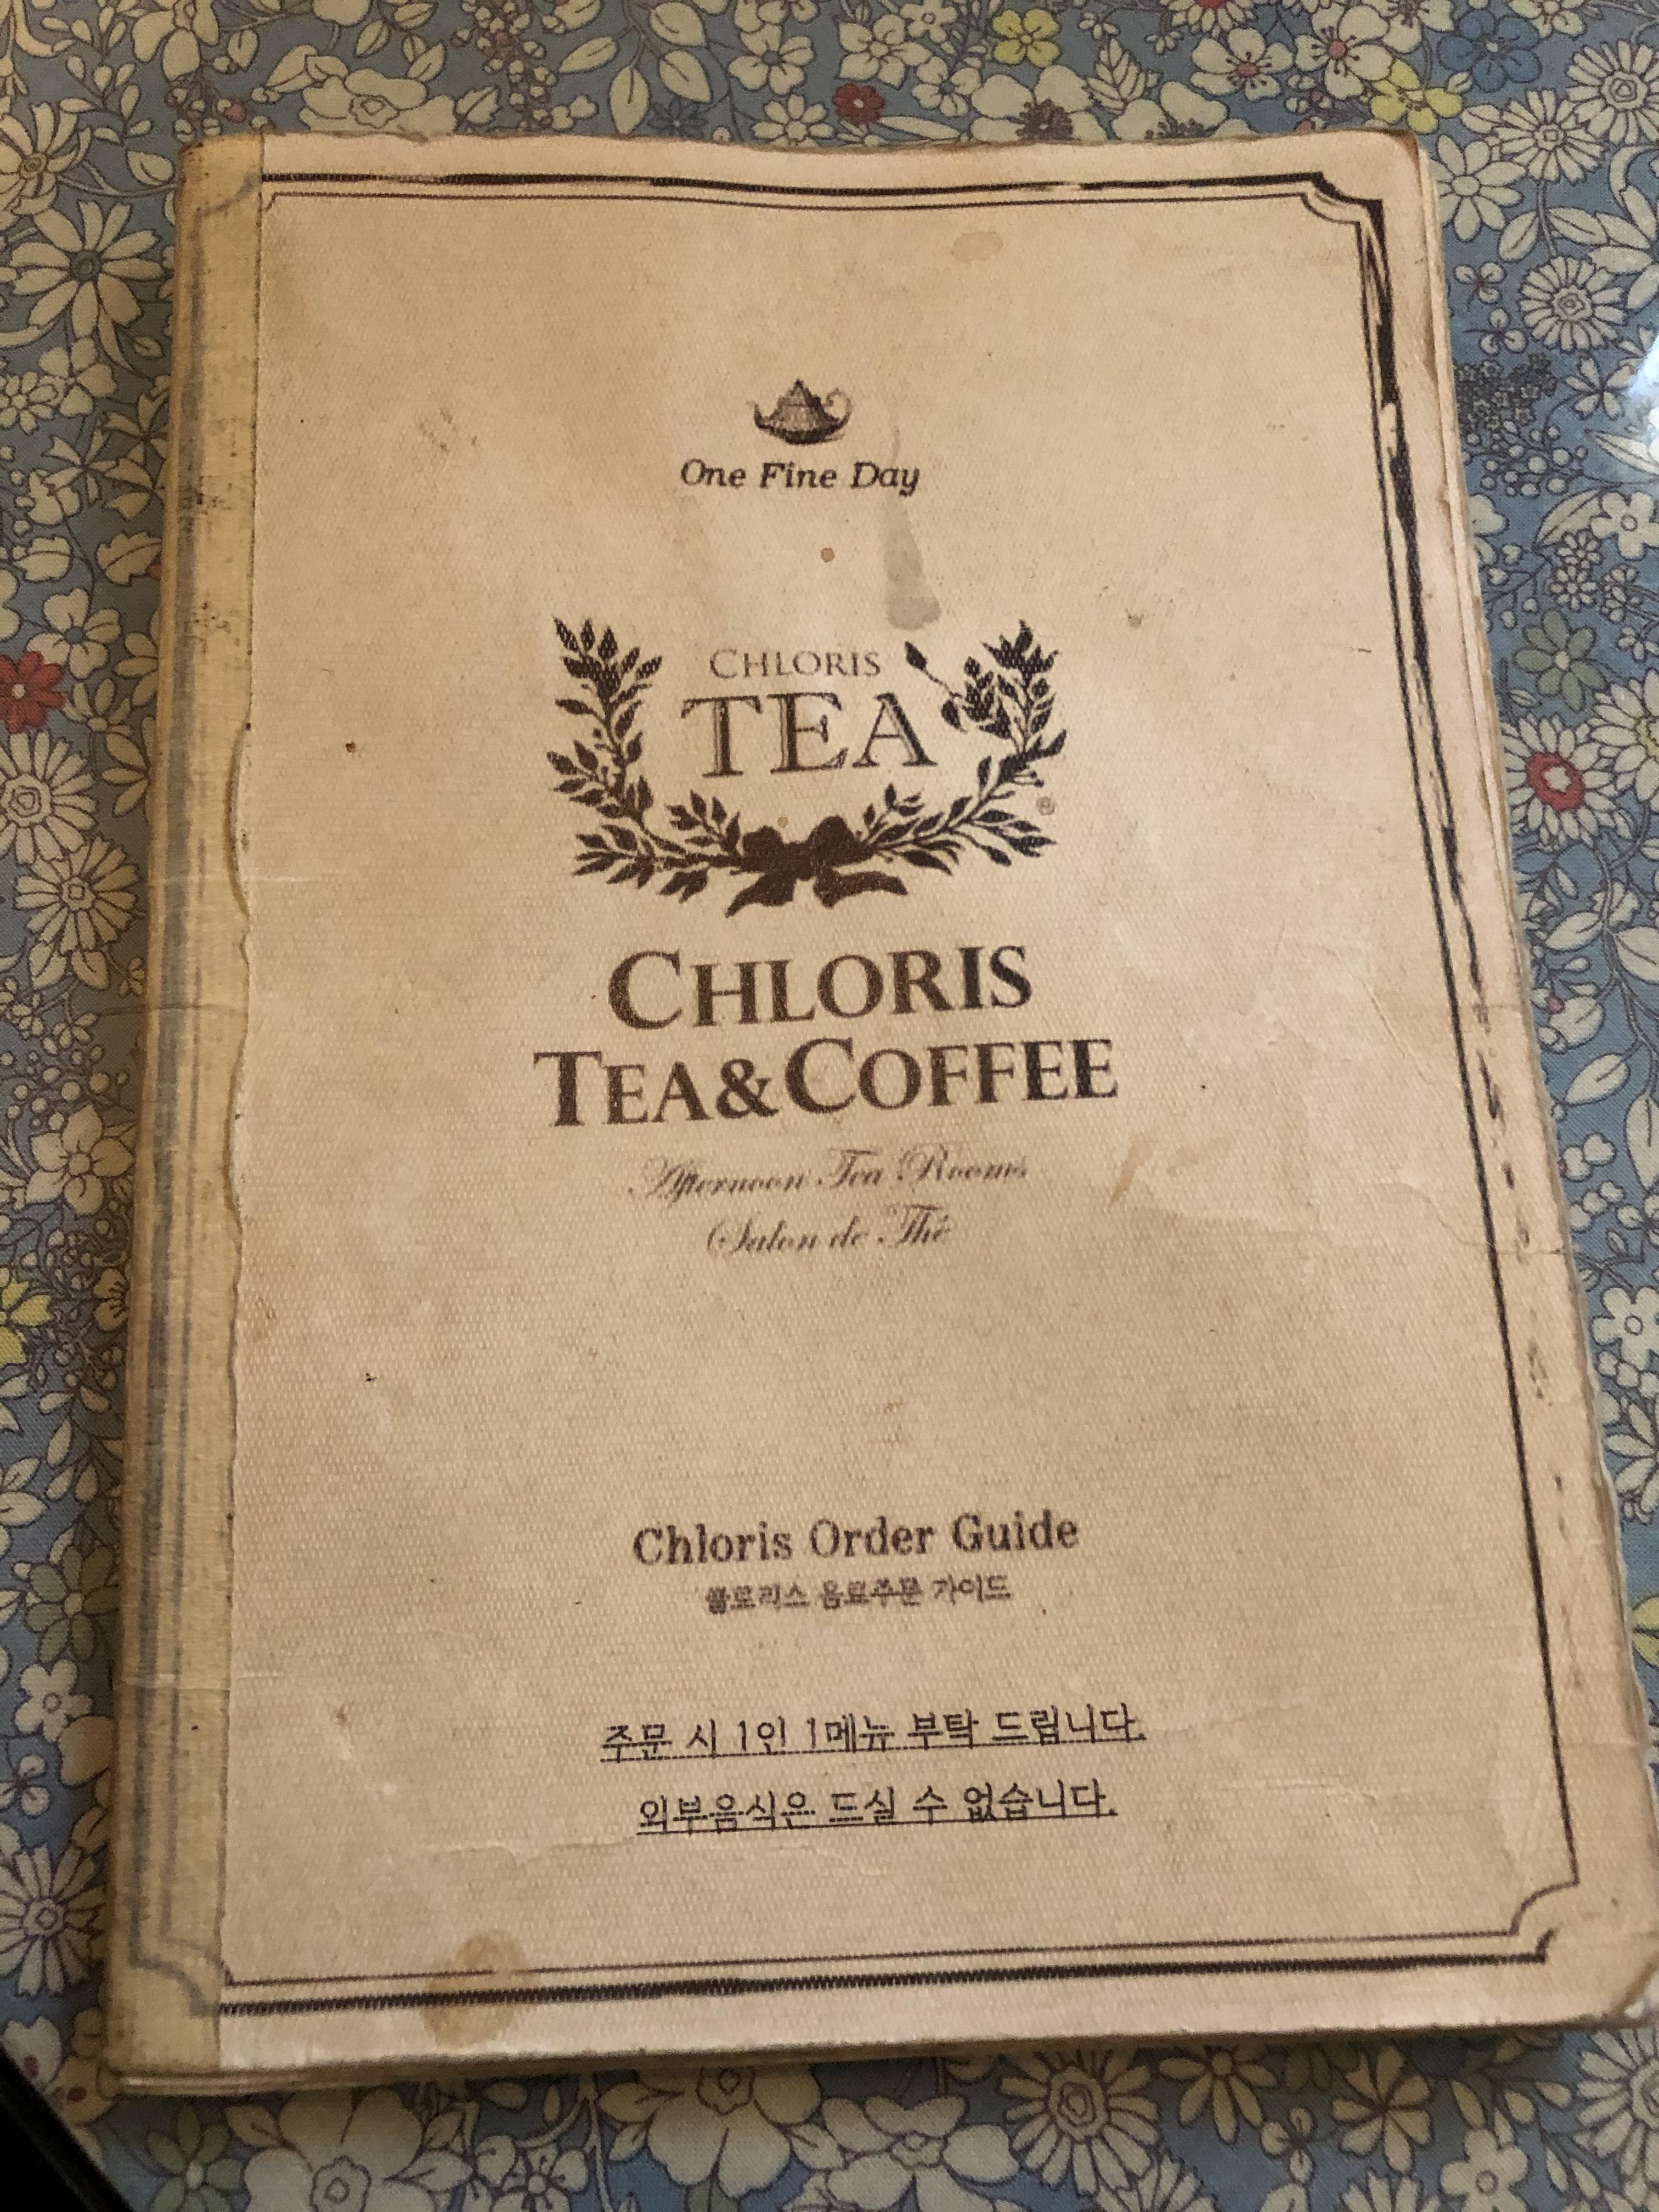 One Fine Day
CHLORIS
TEA
®
CHLORIS
TEA&COFFEE
Afternoon Tea Rooms
Salon de Thé
Chloris Order Guide
클로리스 음료주문 가이드
주문 시 1인 1메뉴 부탁 드립니다.
외부음식은 드실 수 없습니다.